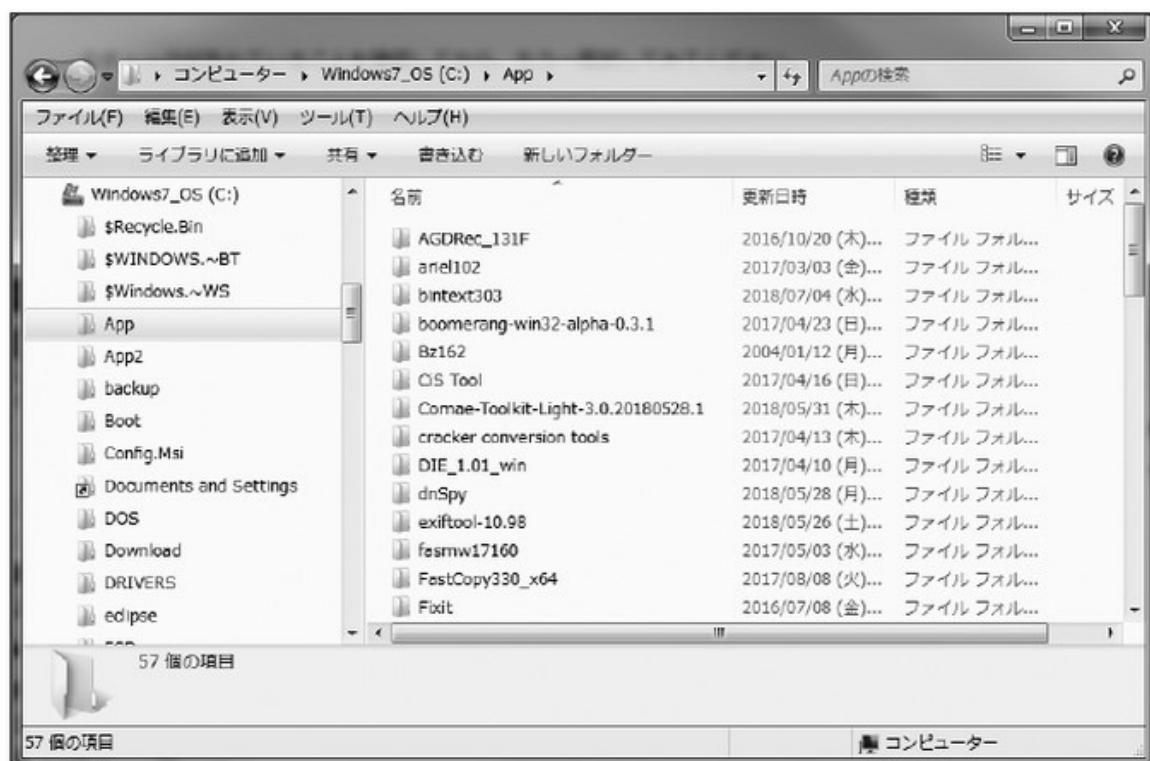 コンピューター ▸ Windows7_OS (C:) ▸ App ▸
Appの検索
ファイル(F) 編集(E) 表示(V) ツール(T) ヘルプ(H)
整理 ライブラリに追加 共有 書き込む 新しいフォルダー
Windows7_OS (C:)
$Recycle.Bin
$WINDOWS.~BT
$Windows.~WS
App
App2
backup
Boot
Config.Msi
Documents and Settings
DOS
Download
DRIVERS
eclipse
名前 更新日時 種類 サイズ
AGDRec_131F 2016/10/20 (木)... ファイル フォル...
ariel102 2017/03/03 (金)... ファイル フォル...
bintext303 2018/07/04 (水)... ファイル フォル...
boomerang-win32-alpha-0.3.1 2017/04/23 (日)... ファイル フォル...
Bz162 2004/01/12 (月)... ファイル フォル...
CiS Tool 2017/04/16 (日)... ファイル フォル...
Comae-Toolkit-Light-3.0.20180528.1 2018/05/31 (木)... ファイル フォル...
cracker conversion tools 2017/04/13 (木)... ファイル フォル...
DIE_1.01_win 2017/04/10 (月)... ファイル フォル...
dnSpy 2018/05/28 (月)... ファイル フォル...
exiftool-10.98 2018/05/26 (土)... ファイル フォル...
fasmw17160 2017/05/03 (水)... ファイル フォル...
FastCopy330_x64 2017/08/08 (火)... ファイル フォル...
Fixit 2016/07/08 (金)... ファイル フォル...
57 個の項目
57 個の項目
コンピューター